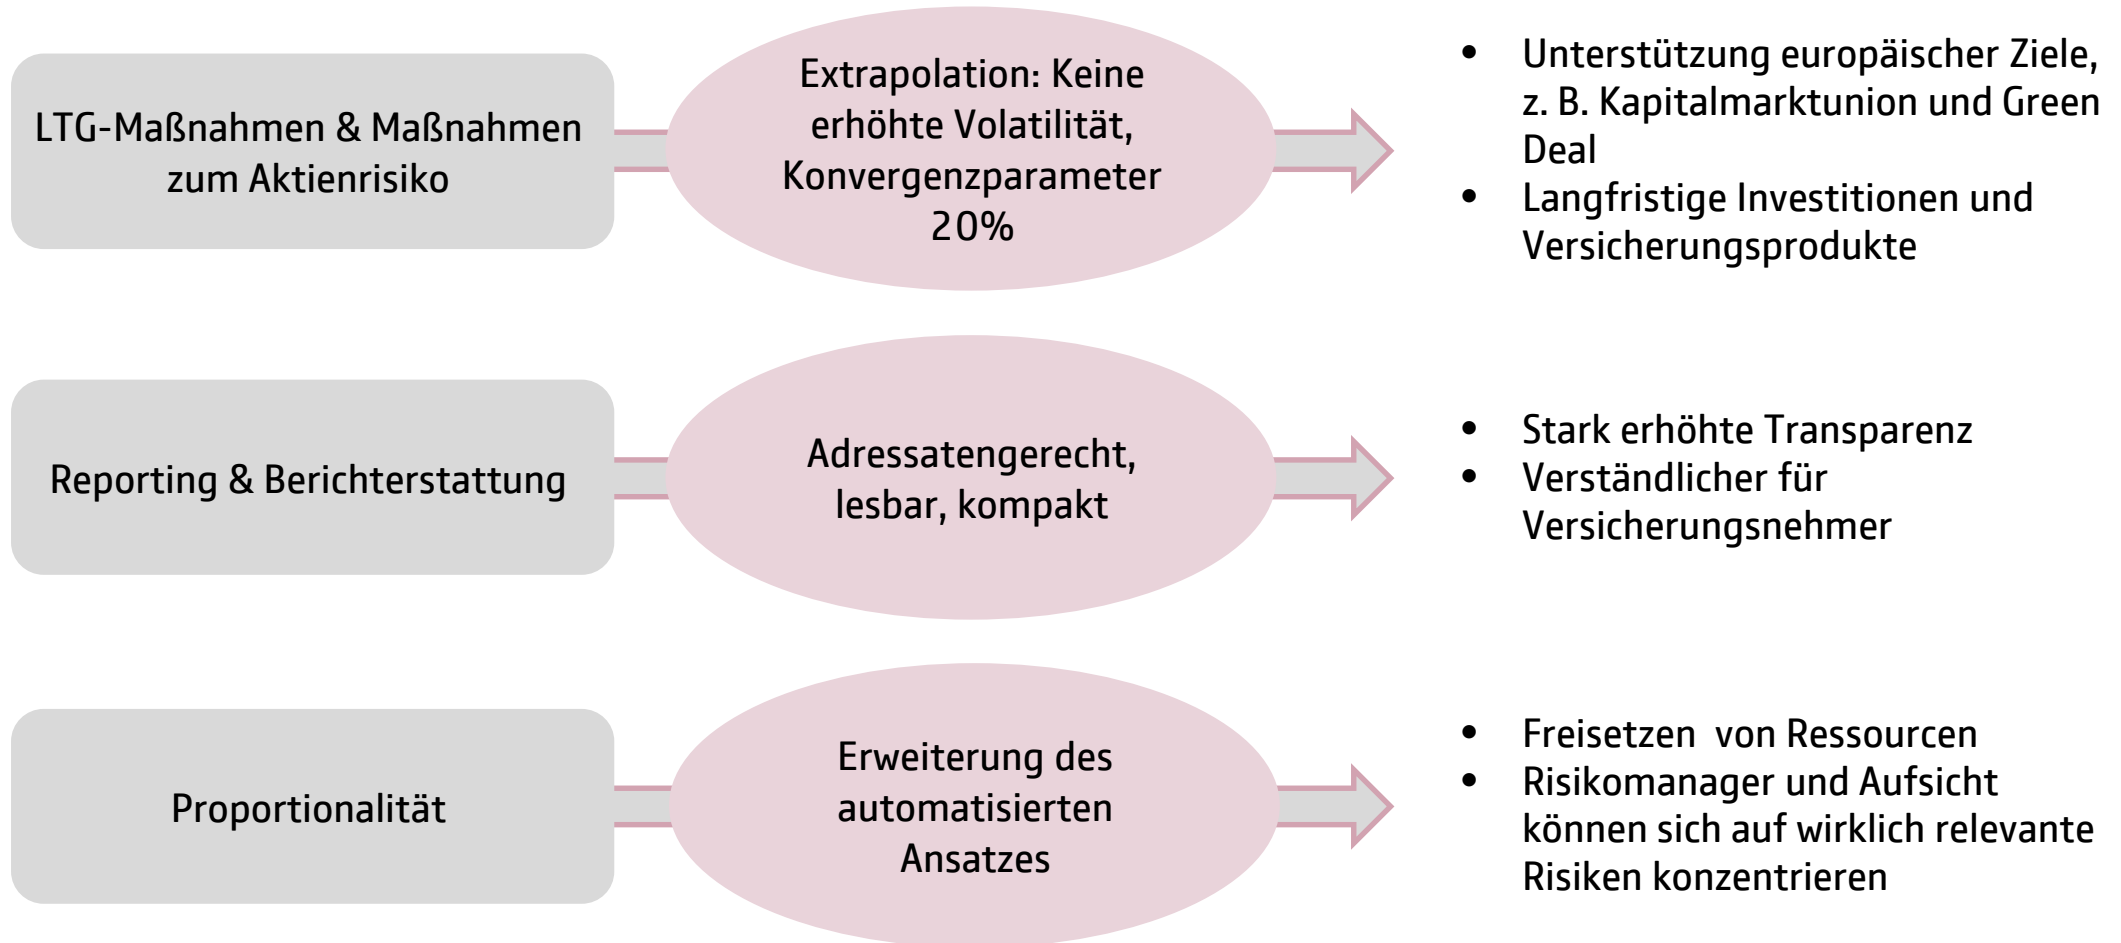 LTG-Maßnahmen & Maßnahmen
zum Aktienrisiko
Extrapolation: Keine
erhöhte Volatilität,
Konvergenzparameter
20%
• Unterstützung europäischer Ziele,
z. B. Kapitalmarktunion und Green
Deal
• Langfristige Investitionen und
Versicherungsprodukte
Reporting & Berichterstattung
Adressatengerecht,
lesbar, kompakt
• Stark erhöhte Transparenz
• Verständlicher für
Versicherungsnehmer
Proportionalität
Erweiterung des
automatisierten
Ansatzes
• Freisetzen  von Ressourcen
• Risikomanager und Aufsicht
können sich auf wirklich relevante
Risiken konzentrieren